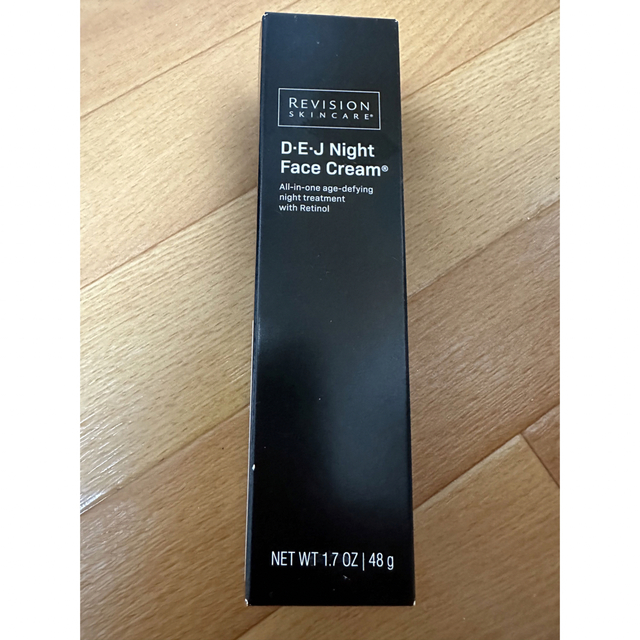 REVISION
SKINCARE®
D·E·J Night
Face Cream®
All-in-one age-defying
night treatment
with Retinol
NET WT 1.7 OZ | 48 g